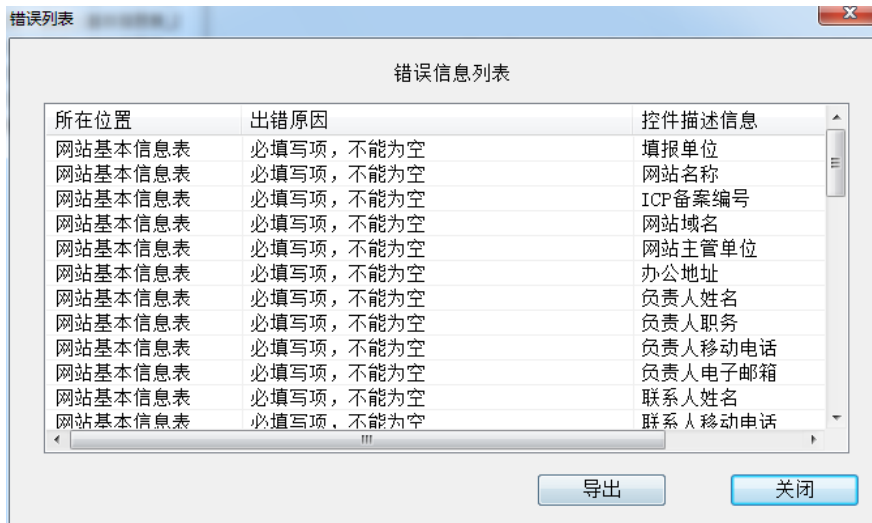 错误列表
错误信息列表
所在位置 出错原因 控件描述信息
网站基本信息表 必填写项，不能为空 填报单位
网站基本信息表 必填写项，不能为空 网站名称
网站基本信息表 必填写项，不能为空 ICP备案编号
网站基本信息表 必填写项，不能为空 网站域名
网站基本信息表 必填写项，不能为空 网站主管单位
网站基本信息表 必填写项，不能为空 办公地址
网站基本信息表 必填写项，不能为空 负责人姓名
网站基本信息表 必填写项，不能为空 负责人职务
网站基本信息表 必填写项，不能为空 负责人移动电话
网站基本信息表 必填写项，不能为空 负责人电子邮箱
网站基本信息表 必填写项，不能为空 联系人姓名
网站基本信息表 必填写项，不能为空 联系人移动电话
导出 关闭